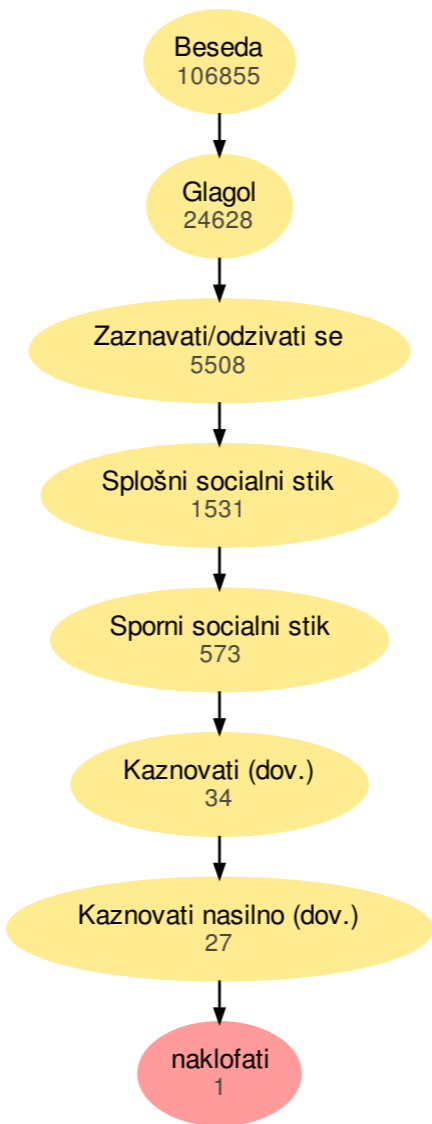 Beseda
106855
Glagol
24628
Zaznavati/odzivati se
5508
Splošni socialni stik
1531
Sporni socialni stik
573
Kaznovati (dov.)
34
Kaznovati nasilno (dov.)
27
naklofati
1